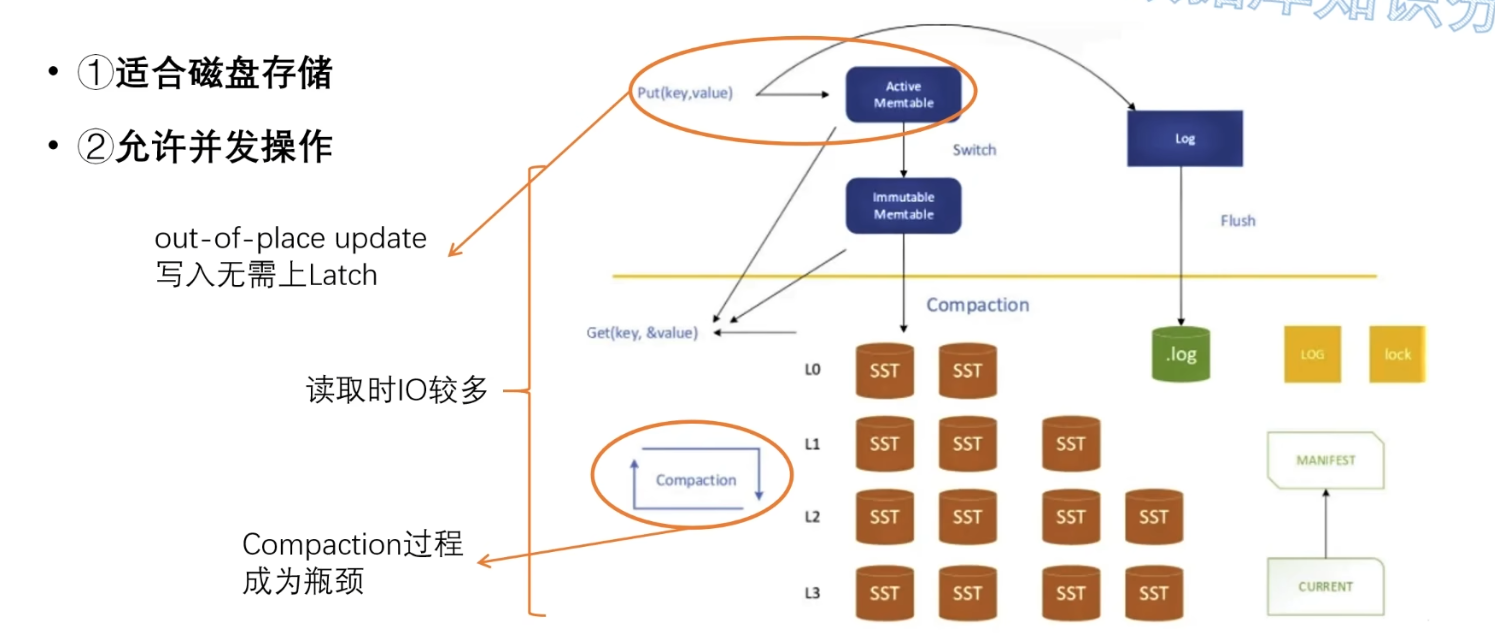 • ①适合磁盘存储
• ②允许并发操作
out-of-place update
写入无需上Latch
读取时IO较多
Compaction过程
成为瓶颈
Put(key,value)
Active
Memtable
Log
Switch
Immutable
Memtable
Flush
Compaction
Get(key, &value)
L0
SST
SST
.log
LOG
lock
L1
SST
SST
SST
Compaction
MANIFEST
L2
SST
SST
SST
SST
L3
SST
SST
SST
SST
CURRENT